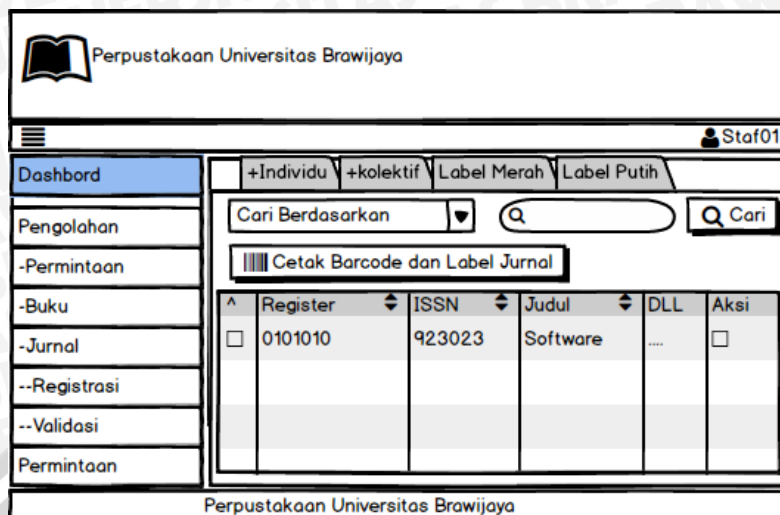 Perpustakaan Universitas Brawijaya
Staf01
Dashbord
Pengolahan
-Permintaan
-Buku
-Jurnal
--Registrasi
--Validasi
Permintaan
+Individu +kolektif Label Merah Label Putih
Cari Berdasarkan Cari
Cetak Barcode dan Label Jurnal
^ Register ISSN Judul DLL Aksi
0101010 923023 Software ....
Perpustakaan Universitas Brawijaya